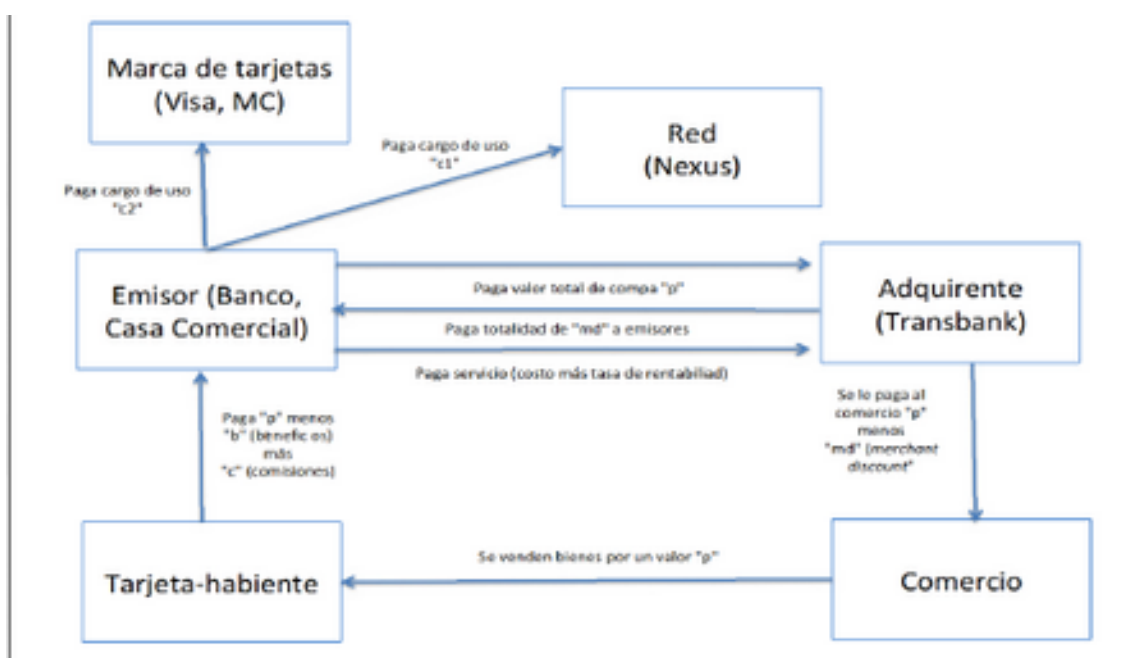 Marca de tarjetas
(Visa, MC)
Red
(Nexus)
Paga cargo de uso
"c1"
Paga cargo de uso
"c2"
Emisor (Banco,
Casa Comercial)
Paga valor total de compa "p"
Paga totalidad de "md" a emisores
Paga servicio (costo más tasa de rentabiliad)
Adquirente
(Transbank)
Paga "p" menos
"b" (benefic os)
más
"c" (comisiones)
Se le paga al
comercio "p"
menos
"md" (merchant
discount"
Tarjeta-habiente
Se venden bienes por un valor "p"
Comercio